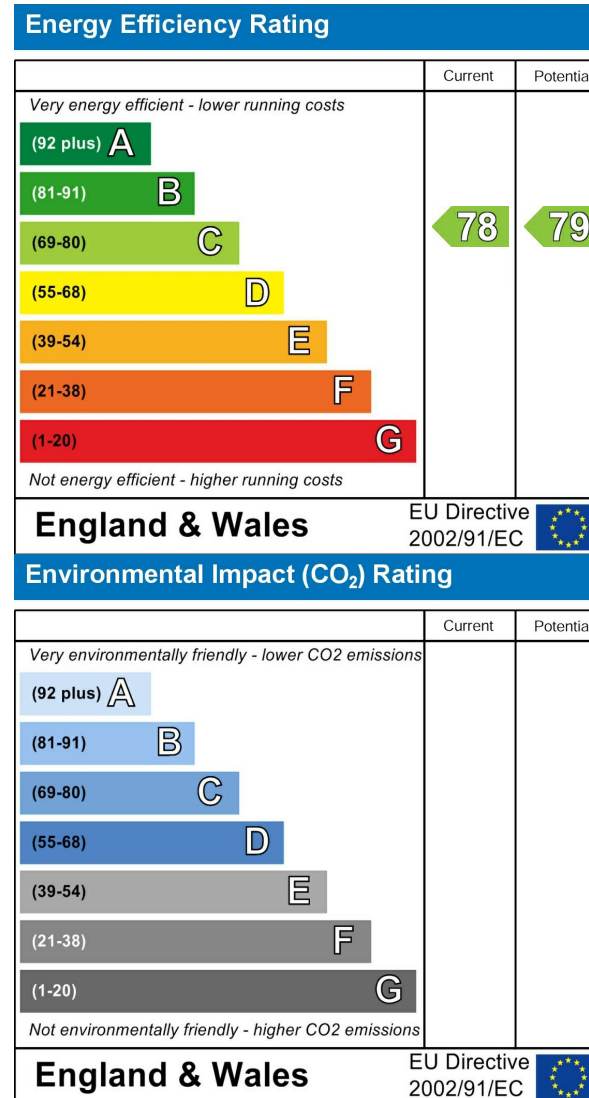 Energy Efficiency Rating
Current Potentia
Very energy efficient - lower running costs
(92 plus) A
(81-91) B
(69-80) C 78 79
(55-68) D
(39-54) E
(21-38) F
(1-20) G
Not energy efficient - higher running costs
England & Wales EU Directive
2002/91/EC
Environmental Impact (CO₂) Rating
Current Potentia
Very environmentally friendly - lower CO2 emissions
(92 plus) A
(81-91) B
(69-80) C
(55-68) D
(39-54) E
(21-38) F
(1-20) G
Not environmentally friendly - higher CO2 emissions
England & Wales EU Directive
2002/91/EC